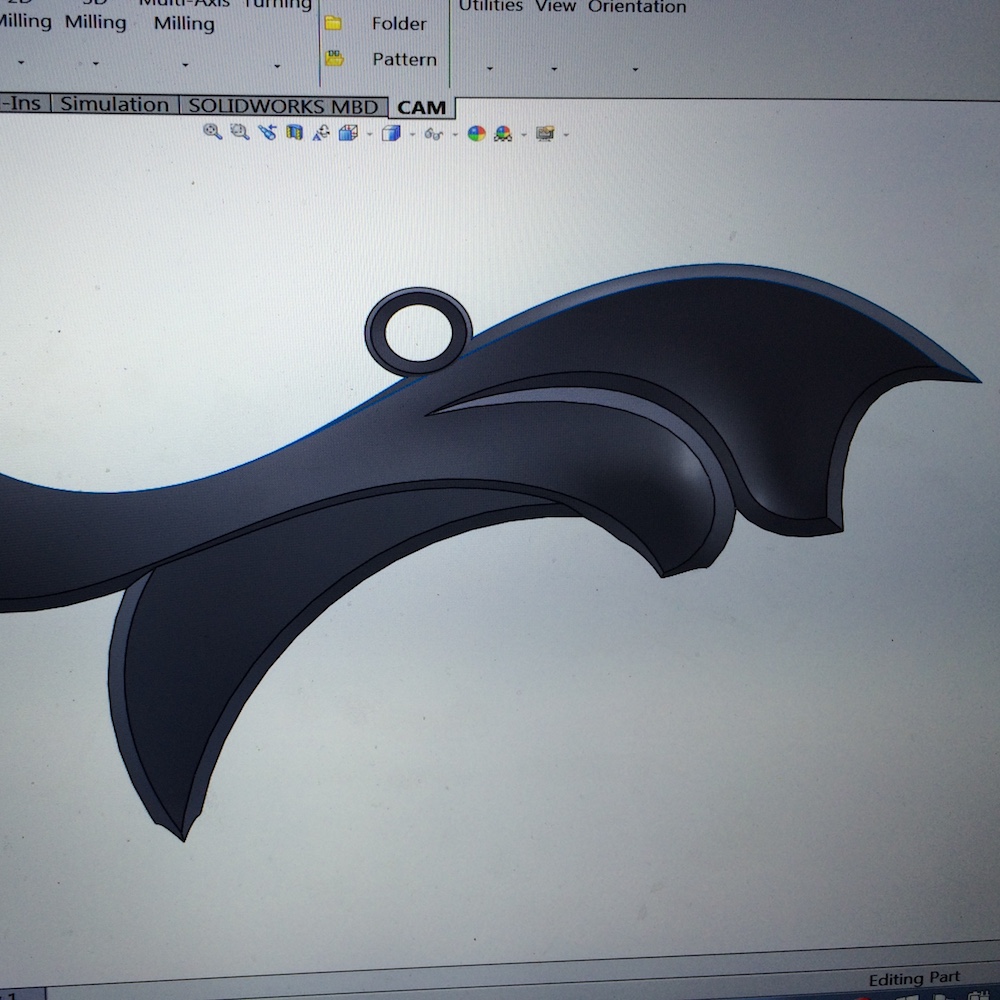 2D 3D Multi-Axis Turning
Milling Milling Milling
Folder
Pattern
Utilities View Orientation
-Ins Simulation SOLIDWORKS MBD CAM
Editing Part